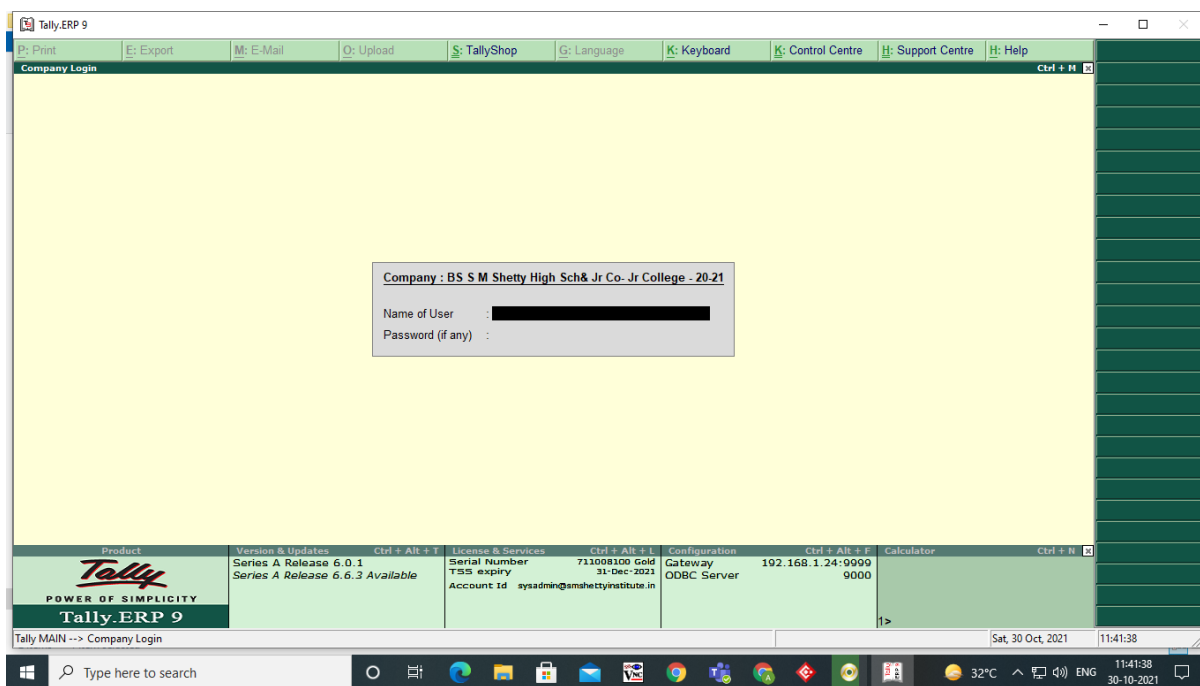 Tally.ERP 9
P: Print E: Export M: E-Mail O: Upload S: TallyShop G: Language K: Keyboard K: Control Centre H: Support Centre H: Help
Company Login Ctrl + M
Company : BS S M Shetty High Sch& Jr Co- Jr College - 20-21
Name of User :
Password (if any) :
Product Version & Updates Ctrl + Alt + T License & Services Ctrl + Alt + L Configuration Ctrl + Alt + F Calculator Ctrl + N
Tally
POWER OF SIMPLICITY
Tally.ERP 9
Series A Release 6.0.1
Series A Release 6.6.3 Available
Serial Number 711008100 Gold
TSS expiry 31-Dec-2021
Account Id sysadmin@smshettyinstitute.in
Gateway 192.168.1.24:9999
ODBC Server 9000
1>
Tally MAIN --> Company Login Sat, 30 Oct, 2021 11:41:38
Type here to search 32°C ENG 11:41:38
30-10-2021